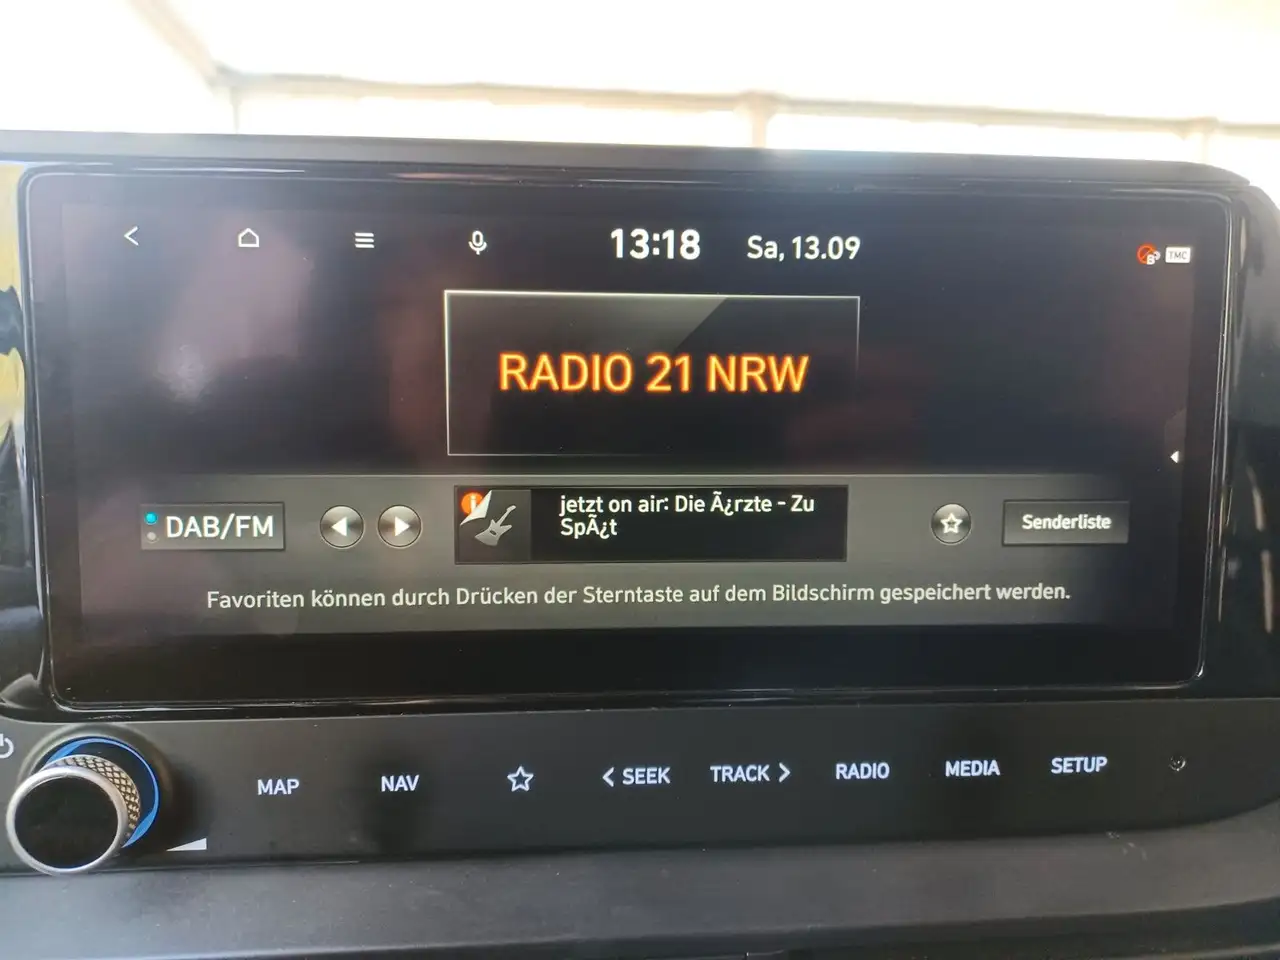 13:18 Sa, 13.09
B TMC
RADIO 21 NRW
DAB/FM
i
jetzt on air: Die Ã¿rzte - Zu
SpÃ¿t
Senderliste
Favoriten können durch Drücken der Sterntaste auf dem Bildschirm gespeichert werden.
MAP NAV < SEEK TRACK > RADIO MEDIA SETUP